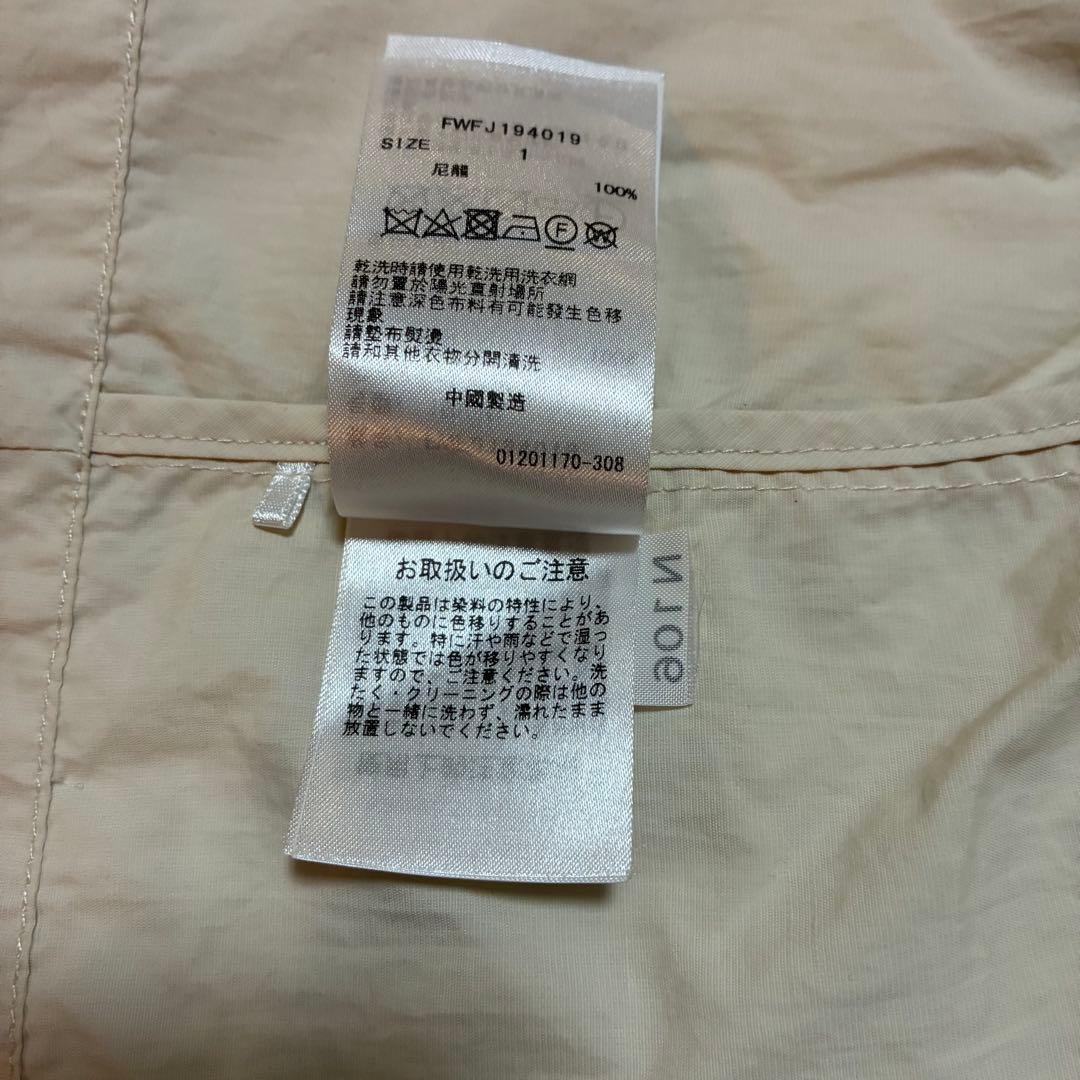 FWFJ194019
SIZE 1
尼龍 100%
乾洗時請使用乾洗用洗衣網
請勿置於陽光直射場所
請注意深色布料有可能發生色移
現象
請墊布熨燙
請和其他衣物分開清洗
中國製造
01201170-308
お取扱いのご注意
この製品は染料の特性により、
他のものに色移りすることがあ
ります。特に汗や雨などで湿っ
た状態では色が移りやすくなり
ますので、ご注意ください。洗
たく・クリーニングの際は他の
物と一緒に洗わず、濡れたまま
放置しないでください。